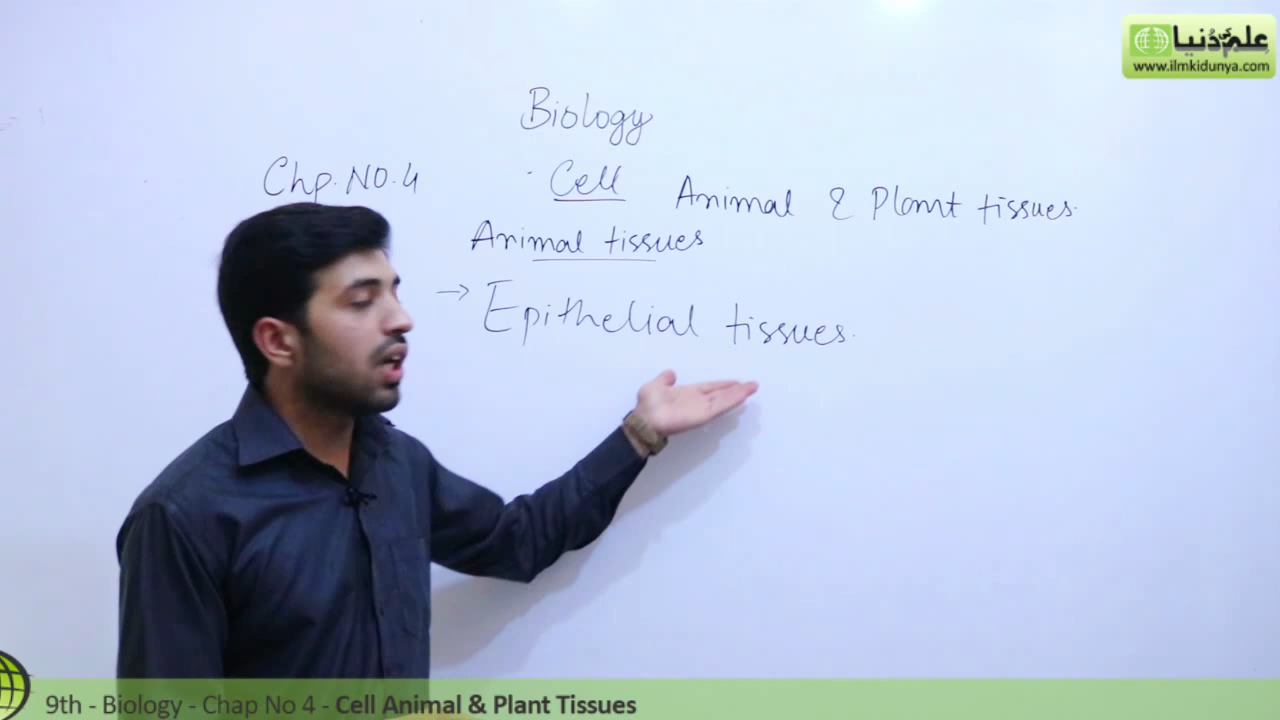 علم کی دُنیا
www.ilmkidunya.com
Biology
Chp. No. 4
Cell Animal & Plant tissues.
Animal tissues
→ Epithelial tissues.
9th - Biology - Chap No 4 - Cell Animal & Plant Tissues